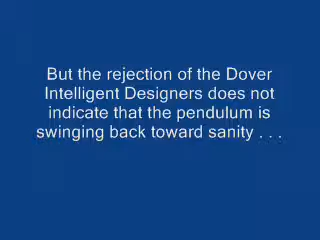 But the rejection of the Dover
Intelligent Designers does not
indicate that the pendulum is
swinging back toward sanity . . .